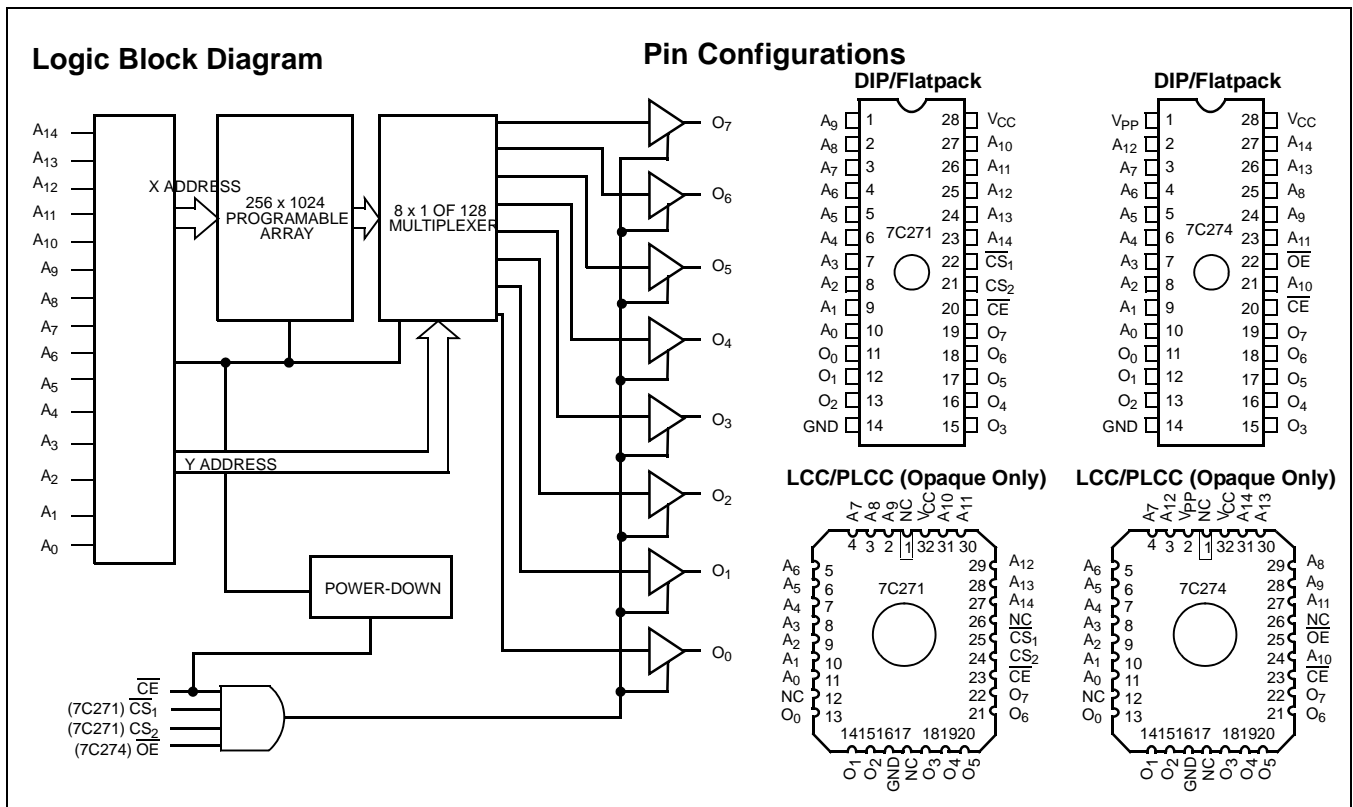 Logic Block Diagram
A14
A13
A12
A11
A10
A9
A8
A7
A6
A5
A4
A3
A2
A1
A0
X ADDRESS
256 x 1024
PROGRAMABLE
ARRAY
8 x 1 OF 128
MULTIPLEXER
Y ADDRESS
POWER-DOWN
CE
(7C271) CS1
(7C271) CS2
(7C274) OE
O7
O6
O5
O4
O3
O2
O1
O0
Pin Configurations
DIP/Flatpack
7C271
A9 1 28 VCC
A8 2 27 A10
A7 3 26 A11
A6 4 25 A12
A5 5 24 A13
A4 6 23 A14
A3 7 22 CS1
A2 8 21 CS2
A1 9 20 CE
A0 10 19 O7
O0 11 18 O6
O1 12 17 O5
O2 13 16 O4
GND 14 15 O3
DIP/Flatpack
7C274
VPP 1 28 VCC
A12 2 27 A14
A7 3 26 A13
A6 4 25 A8
A5 5 24 A9
A4 6 23 A11
A3 7 22 OE
A2 8 21 A10
A1 9 20 CE
A0 10 19 O7
O0 11 18 O6
O1 12 17 O5
O2 13 16 O4
GND 14 15 O3
LCC/PLCC (Opaque Only)
A7 A8 A9 NC VCC A10 A11
4 3 2 1 32 31 30
7C271
A6 5 29 A12
A5 6 28 A13
A4 7 27 A14
A3 8 26 NC
A2 9 25 CS1
A1 10 24 CS2
A0 11 23 CE
NC 12 22 O7
O0 13 21 O6
14 15 16 17 18 19 20
O1 O2 GND NC O3 O4 O5
LCC/PLCC (Opaque Only)
A7 A12 VPP NC VCC A14 A13
4 3 2 1 32 31 30
7C274
A6 5 29 A8
A5 6 28 A9
A4 7 27 A11
A3 8 26 NC
A2 9 25 OE
A1 10 24 A10
A0 11 23 CE
NC 12 22 O7
O0 13 21 O6
14 15 16 17 18 19 20
O1 O2 GND NC O3 O4 O5